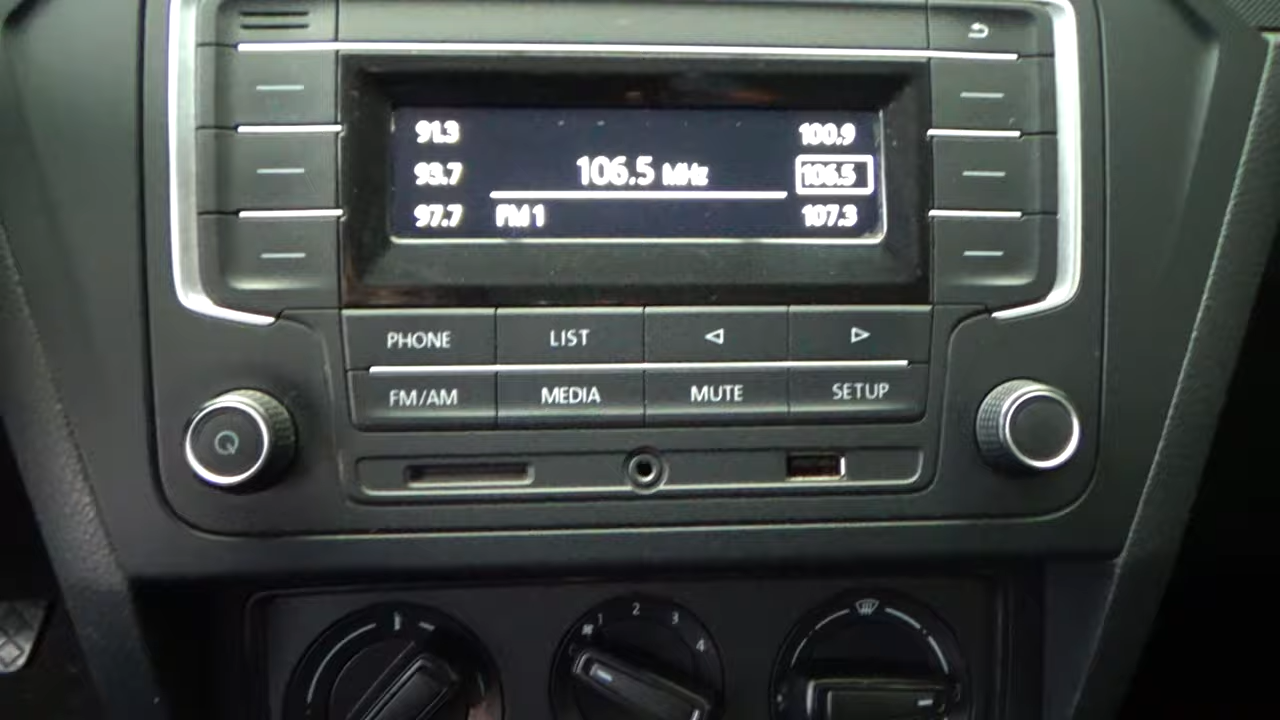 91.3
100.9
93.7
106.5 MHz
106.5
97.7
FM 1
107.3
PHONE
LIST
FM/AM
MEDIA
MUTE
SETUP
1
2
3
4